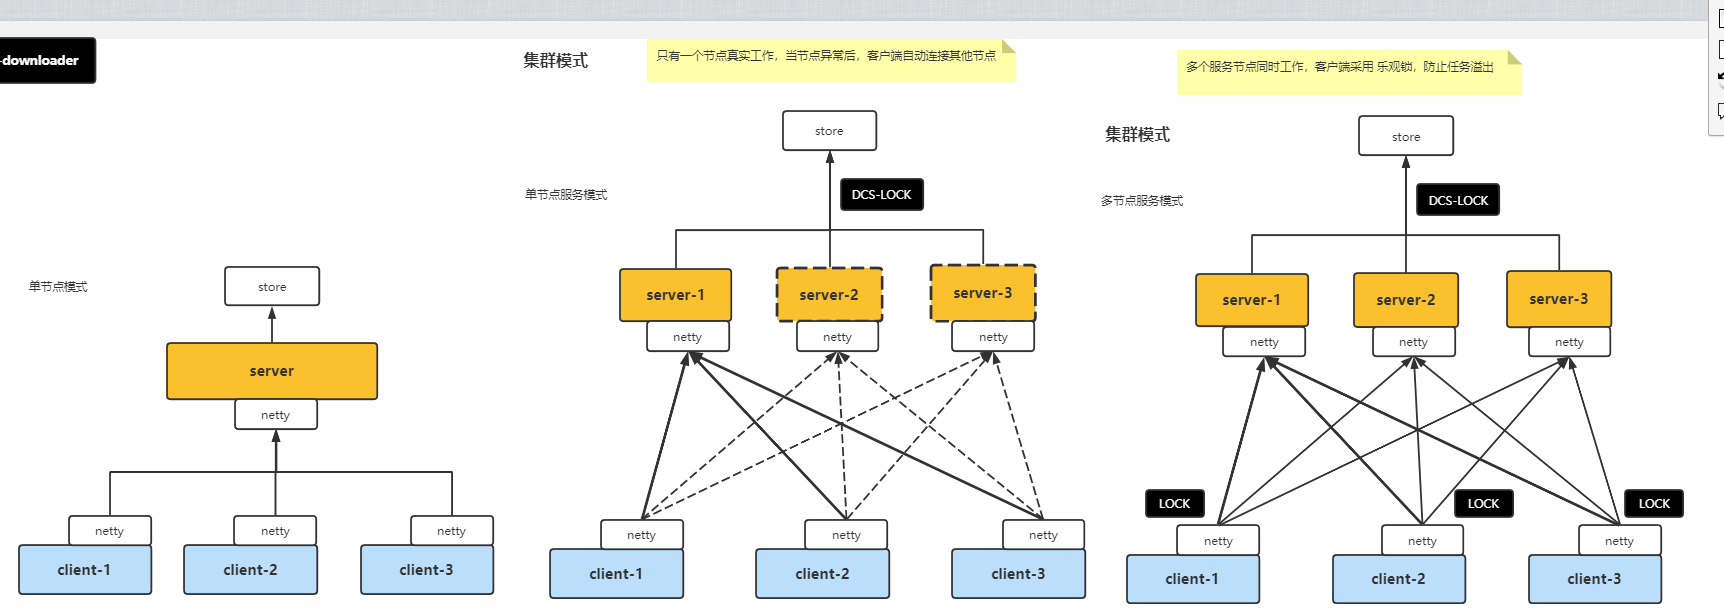 -downloader
单节点模式
store
server
netty
netty
netty
netty
client-1
client-2
client-3
集群模式
只有一个节点真实工作，当节点异常后，客户端自动连接其他节点
store
单节点服务模式
DCS-LOCK
server-1
server-2
server-3
netty
netty
netty
netty
netty
netty
client-1
client-2
client-3
多个服务节点同时工作，客户端采用 乐观锁，防止任务溢出
集群模式
store
多节点服务模式
DCS-LOCK
server-1
server-2
server-3
netty
netty
netty
LOCK
LOCK
LOCK
netty
netty
netty
client-1
client-2
client-3